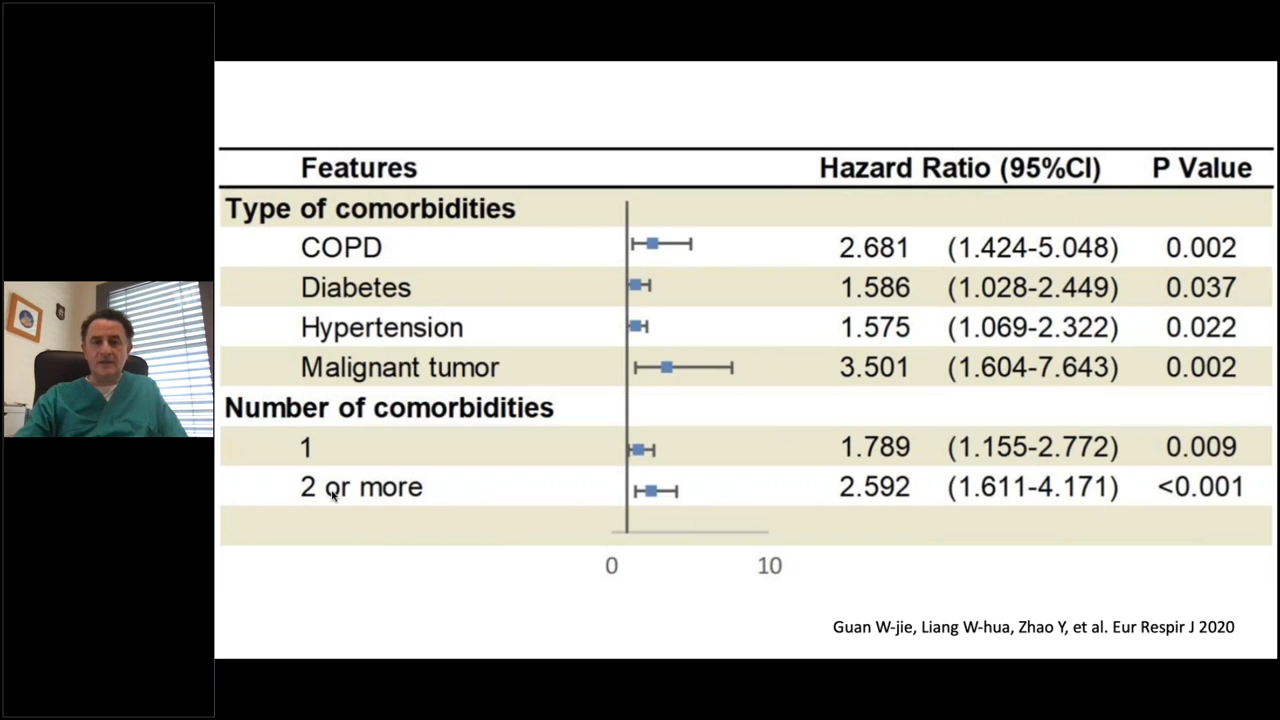 Features Hazard Ratio (95%CI) P Value
Type of comorbidities
COPD 2.681 (1.424-5.048) 0.002
Diabetes 1.586 (1.028-2.449) 0.037
Hypertension 1.575 (1.069-2.322) 0.022
Malignant tumor 3.501 (1.604-7.643) 0.002
Number of comorbidities
1 1.789 (1.155-2.772) 0.009
2 or more 2.592 (1.611-4.171) <0.001
0 10
Guan W-jie, Liang W-hua, Zhao Y, et al. Eur Respir J 2020